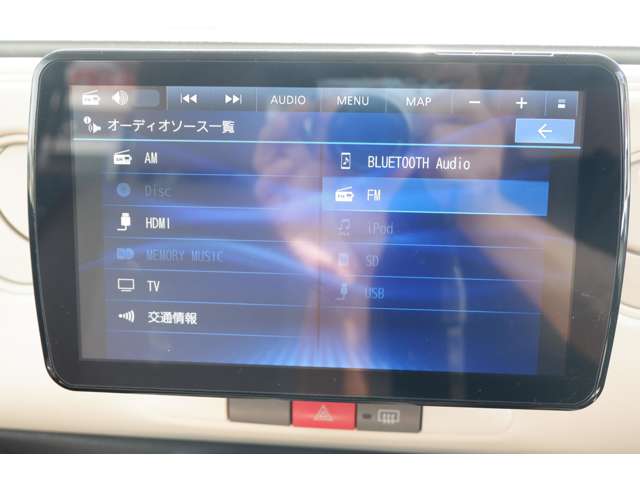 AUDIO MENU MAP − +
オーディオソース一覧
AM
BLUETOOTH Audio
Disc
FM
HDMI
iPod
MEMORY MUSIC
SD
TV
USB
交通情報